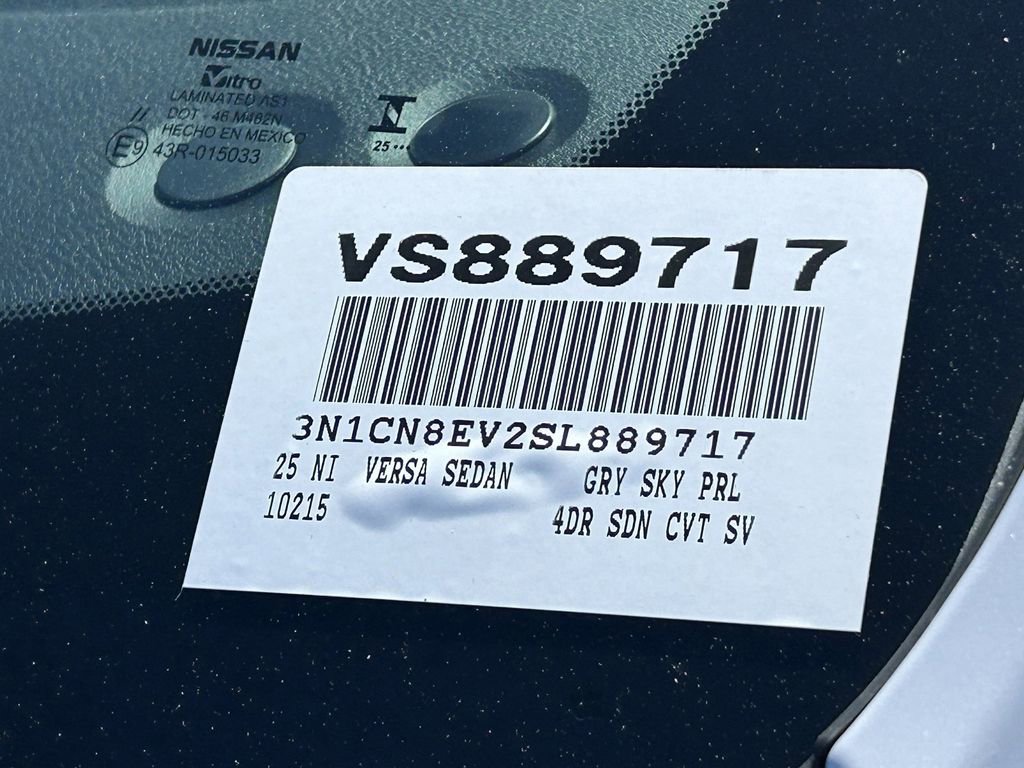 NISSAN
Vitro
LAMINATED AS1
DOT - 46 M482N
HECHO EN MEXICO
E9 43R-015033
25 •••
VS889717
3N1CN8EV2SL889717
25 NI VERSA SEDAN GRY SKY PRL
10215 4DR SDN CVT SV